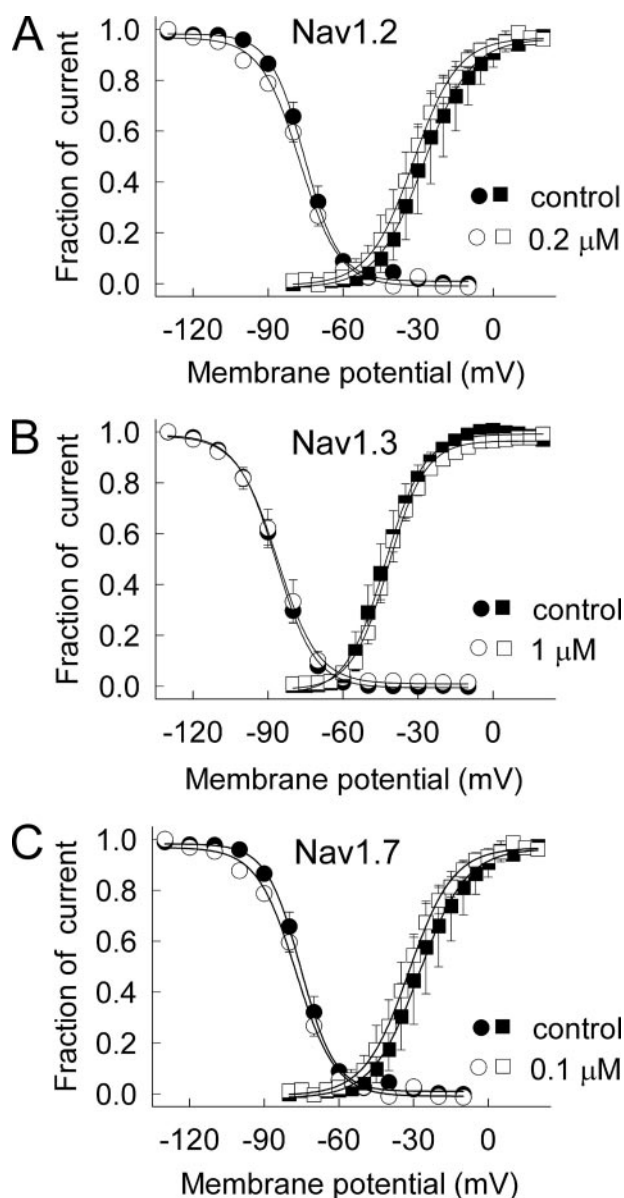 A
Nav1.2
Fraction of current
1.0
0.8
0.6
0.4
0.2
0.0
control
0.2 μM
-120 -90 -60 -30 0
Membrane potential (mV)
B
Nav1.3
Fraction of current
1.0
0.8
0.6
0.4
0.2
0.0
control
1 μM
-120 -90 -60 -30 0
Membrane potential (mV)
C
Nav1.7
Fraction of current
1.0
0.8
0.6
0.4
0.2
0.0
control
0.1 μM
-120 -90 -60 -30 0
Membrane potential (mV)